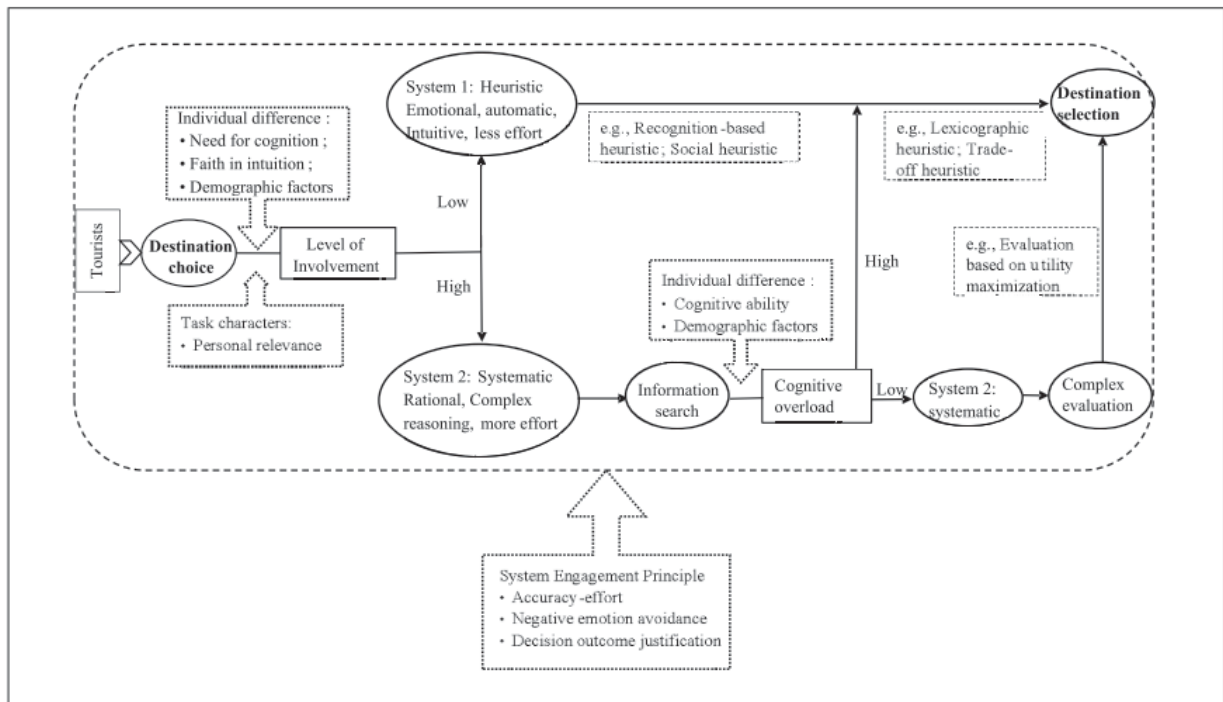 System 1: Heuristic
Emotional, automatic,
Intuitive, less effort
Destination
selection
Individual difference :
• Need for cognition ;
• Faith in intuition ;
• Demographic factors
e.g., Recognition-based
heuristic; Social heuristic
e.g., Lexicographic
heuristic; Trade-
off heuristic
Low
Tourists
Destination
choice
Level of
Involvement
High
Individual difference :
• Cognitive ability
• Demographic factors
High
e.g., Evaluation
based on utility
maximization
Task characters:
• Personal relevance
System 2: Systematic
Rational, Complex
reasoning, more effort
Information
search
Cognitive
overload
Low
System 2:
systematic
Complex
evaluation
System Engagement Principle
• Accuracy-effort
• Negative emotion avoidance
• Decision outcome justification